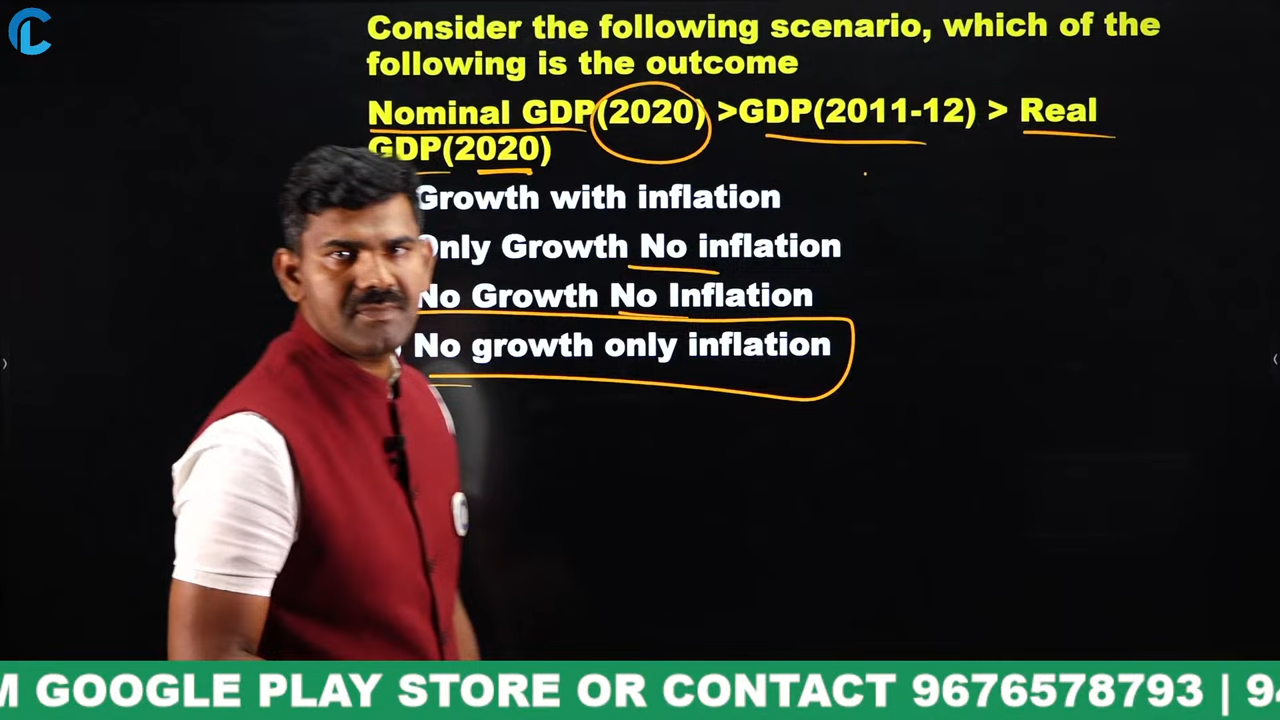 Consider the following scenario, which of the
following is the outcome
Nominal GDP(2020) >GDP(2011-12) > Real
GDP(2020)
Growth with inflation
Only Growth No inflation
No Growth No Inflation
No growth only inflation
GOOGLE PLAY STORE OR CONTACT 9676578793 |